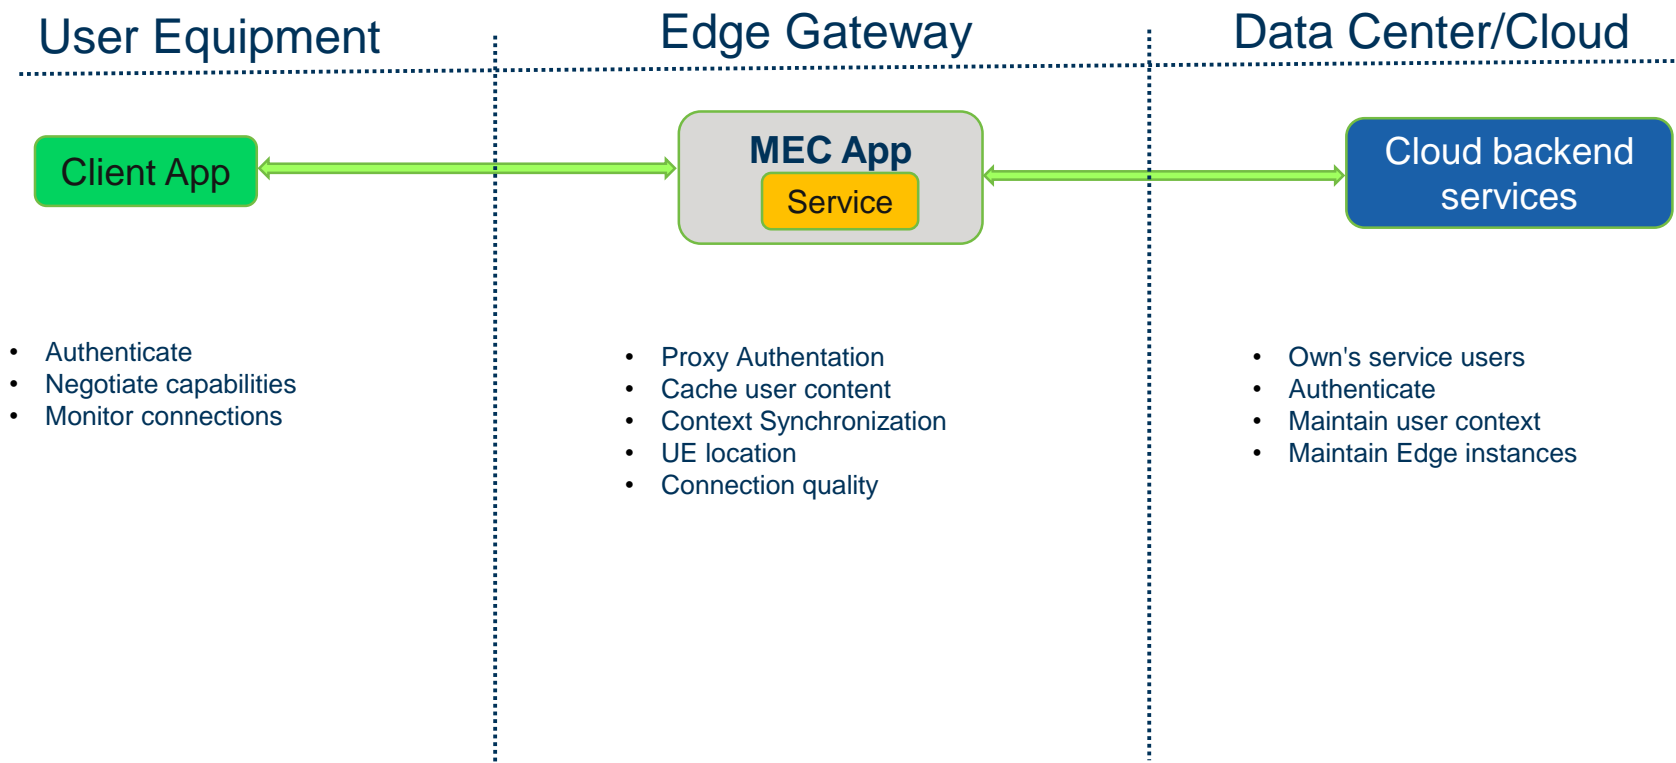 User Equipment
Edge Gateway
Data Center/Cloud
Client App
MEC App
Service
Cloud backend
services
• Authenticate
• Negotiate capabilities
• Monitor connections
• Proxy Authentation
• Cache user content
• Context Synchronization
• UE location
• Connection quality
• Own's service users
• Authenticate
• Maintain user context
• Maintain Edge instances